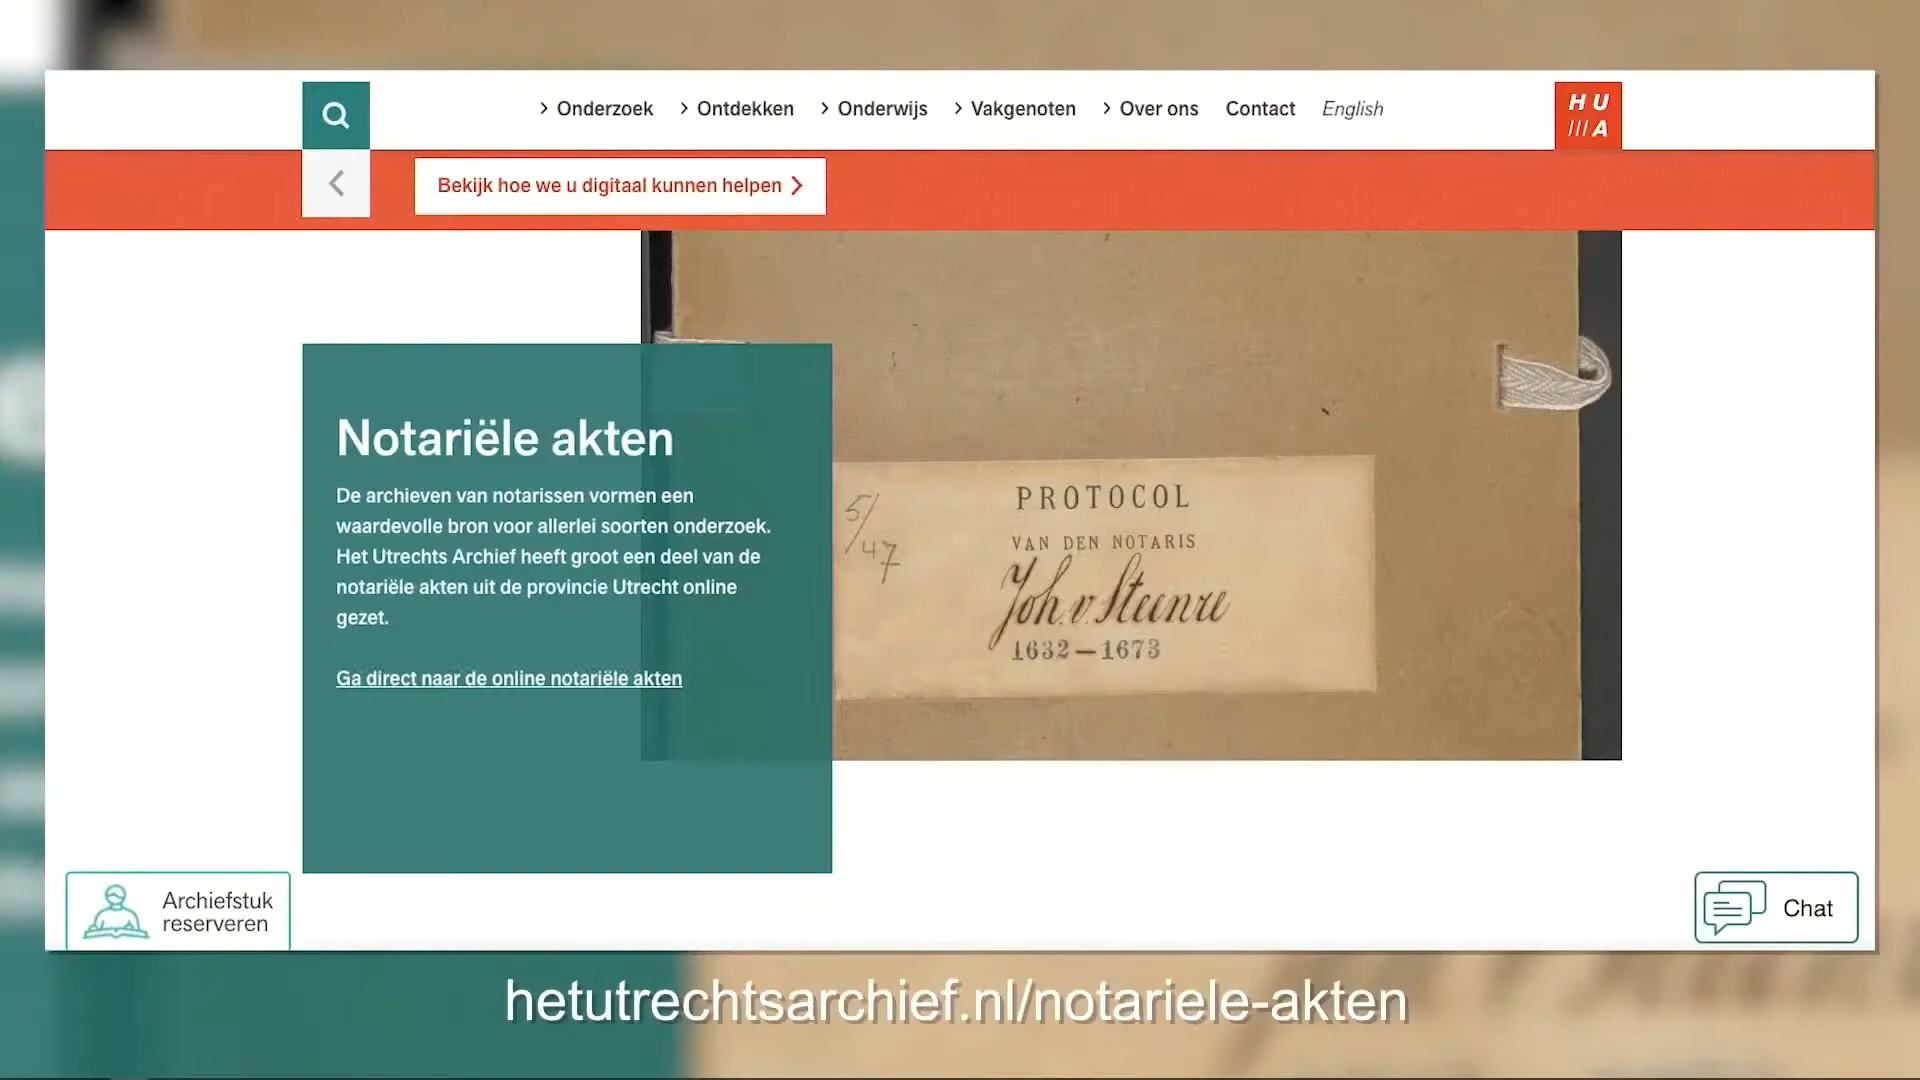 Onderzoek
Ontdekken
Onderwijs
Vakgenoten
Over ons
Contact
English
H U
A
Bekijk hoe we u digitaal kunnen helpen
Notariële akten
De archieven van notarissen vormen een
waardevolle bron voor allerlei soorten onderzoek.
Het Utrechts Archief heeft groot een deel van de
notariële akten uit de provincie Utrecht online
gezet.
Ga direct naar de online notariële akten
5/
47
PROTOCOL
VAN DEN NOTARIS
Joh. v. Steenre
1632—1673
Archiefstuk
reserveren
Chat
hetutrechtsarchief.nl/notariele-akten